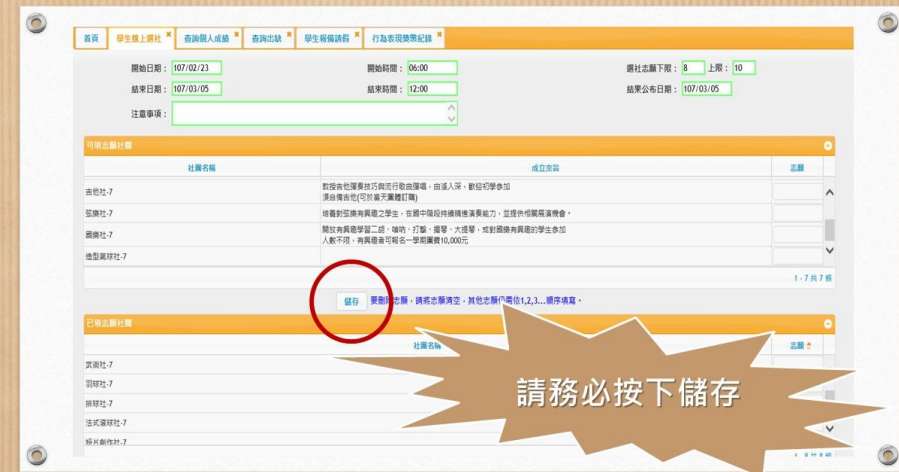 首頁 學生線上選社 × 查詢個人成績 × 查詢出缺 × 學生報備請假 × 行為表現獎懲紀錄 ×
開始日期： 107/02/23 開始時間： 06:00 選社志願下限： 8 上限： 10
結束日期： 107/03/05 結束時間： 12:00 結果公布日期： 107/03/05
注意事項：
可填志願社團
社團名稱 成立宗旨 志願
吉他社-7 教授吉他彈奏技巧與流行歌曲彈唱，由淺入深，歡迎初學參加
須自備吉他(可於當天團體訂購)
弦樂社-7 培養對弦樂有興趣之學生，在國中階段持續精進演奏能力，並提供相關展演機會。
國樂社-7 開放有興趣學習二胡、嗩吶、打擊、揚琴、大提琴，或對國樂有興趣的學生參加
人數不限，有興趣者可報名一學期團費10,000元
造型氣球社-7
1 - 7 共 7 條
儲存 要刪除志願，請將志願清空，其他志願仍需依1,2,3...順序填寫。
已填志願社團
社團名稱 志願
武術社-7
羽球社-7
排球社-7
法式滾球社-7
短片創作社-7
1 - 8 共 8 條
請務必按下儲存